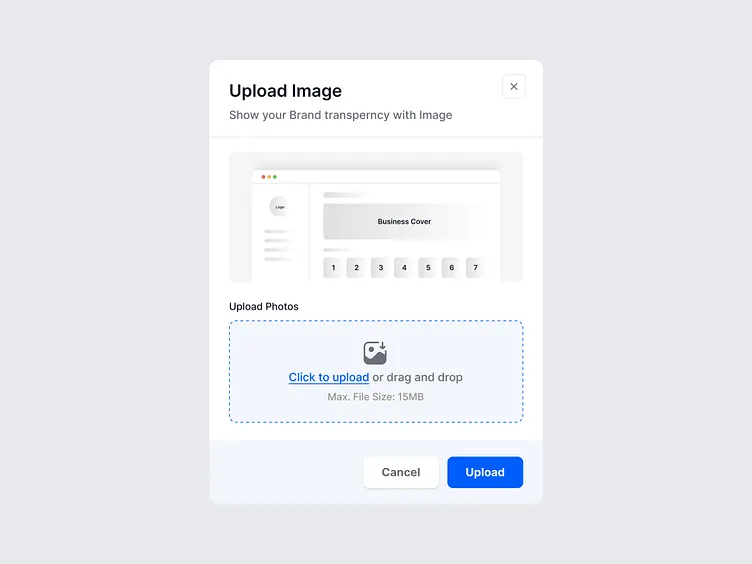 Upload Image
Show your Brand transperncy with Image
Logo
Business Cover
1 2 3 4 5 6 7
Upload Photos
Click to upload or drag and drop
Max. File Size: 15MB
Cancel Upload